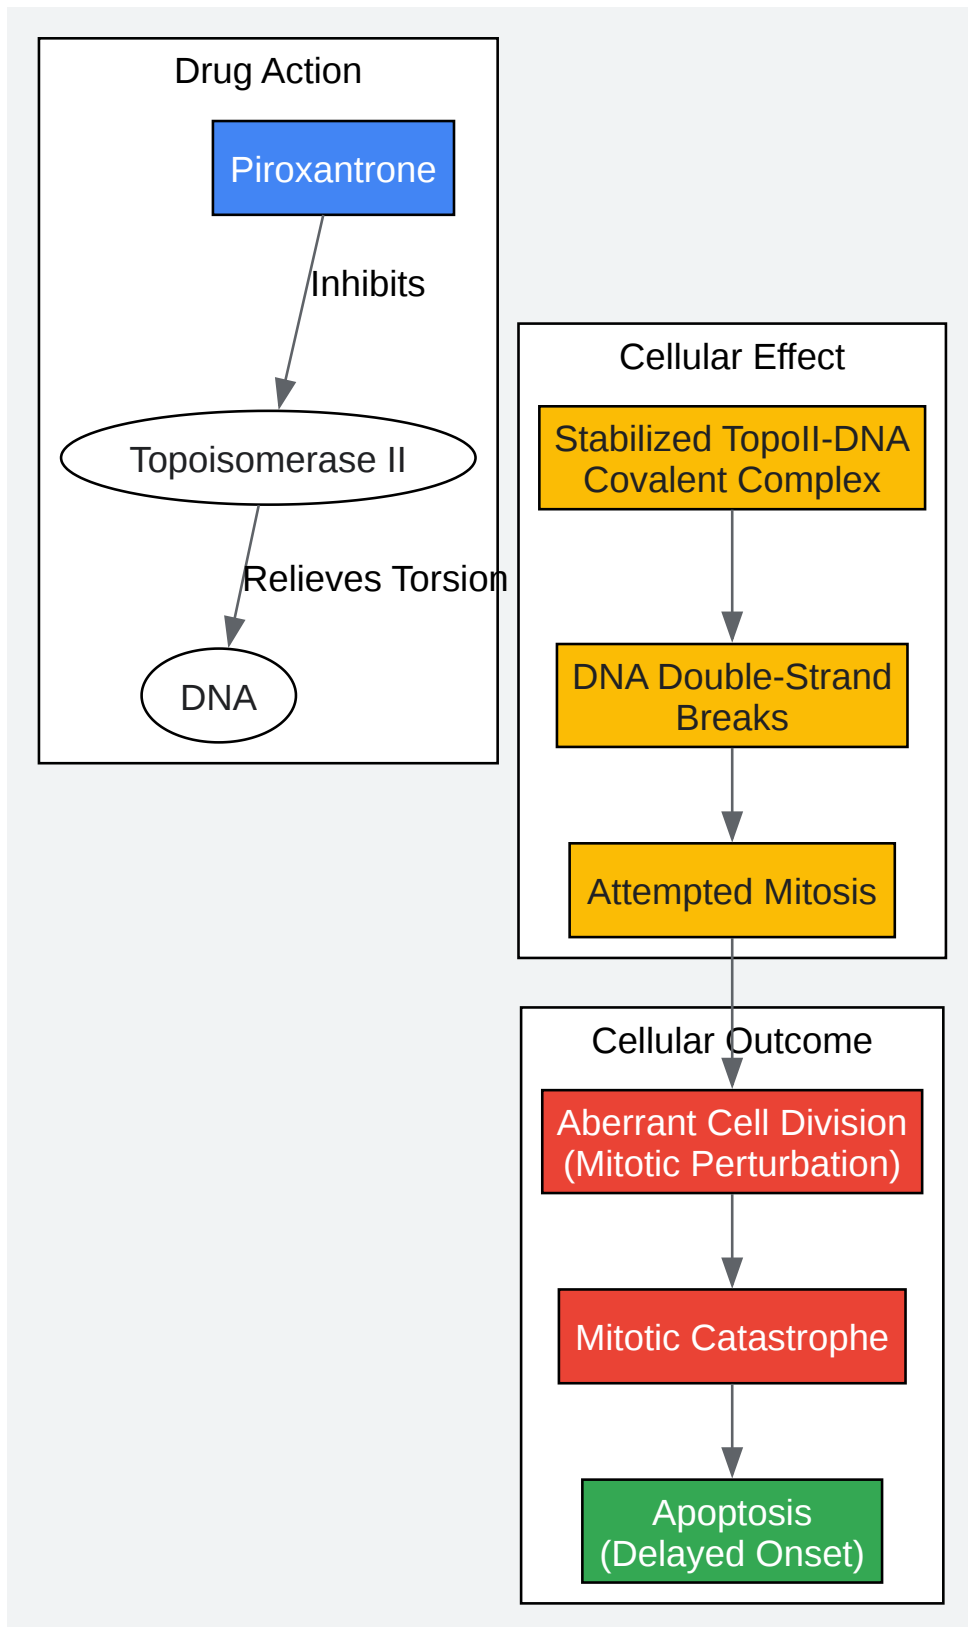 Drug Action
Piroxantrone
Inhibits
Topoisomerase II
Relieves Torsion
DNA
Cellular Effect
Stabilized TopoII-DNA
Covalent Complex
DNA Double-Strand
Breaks
Attempted Mitosis
Cellular Outcome
Aberrant Cell Division
(Mitotic Perturbation)
Mitotic Catastrophe
Apoptosis
(Delayed Onset)